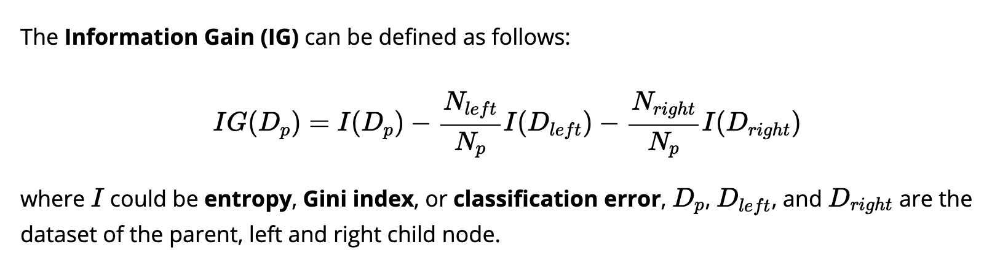 The Information Gain (IG) can be defined as follows:
IG(D_p) = I(D_p) − \frac{N_{left}}{N_p} I(D_{left}) − \frac{N_{right}}{N_p} I(D_{right})
where I could be entropy, Gini index, or classification error, D_p, D_{left}, and D_{right} are the
dataset of the parent, left and right child node.